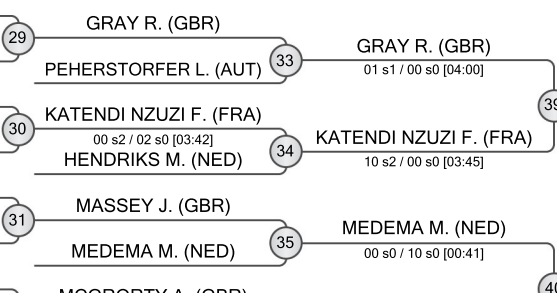 GRAY R. (GBR)
29
PEHERSTORFER L. (AUT)
33
GRAY R. (GBR)
01 s1 / 00 s0 [04:00]
KATENDI NZUZI F. (FRA)
30
00 s2 / 02 s0 [03:42]
HENDRIKS M. (NED)
34
KATENDI NZUZI F. (FRA)
10 s2 / 00 s0 [03:45]
39
MASSEY J. (GBR)
31
MEDEMA M. (NED)
35
MEDEMA M. (NED)
00 s0 / 10 s0 [00:41]